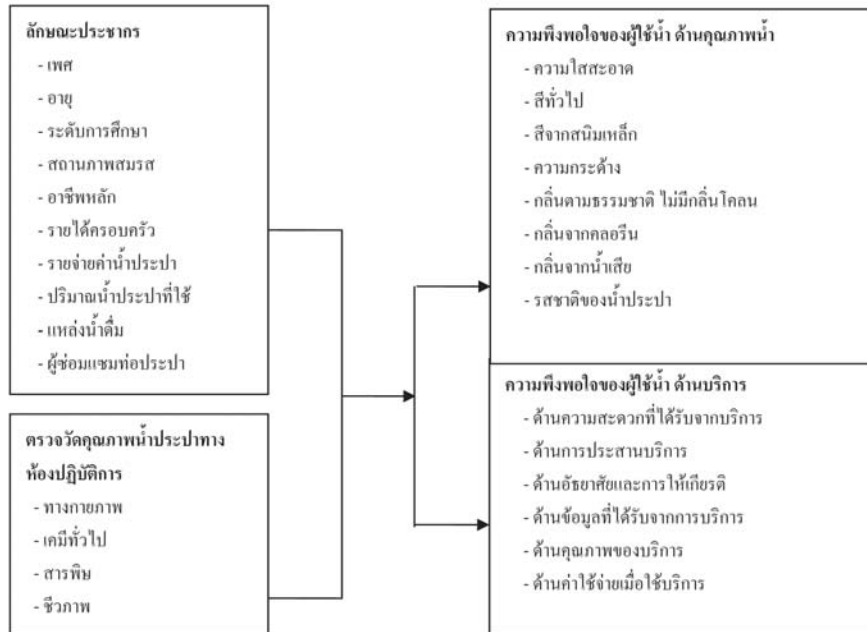 ลักษณะประชากร
- เพศ
- อายุ
- ระดับการศึกษา
- สถานภาพสมรส
- อาชีพหลัก
- รายได้ครอบครัว
- รายจ่ายค่าน้ำประปา
- ปริมาณน้ำประปาที่ใช้
- แหล่งน้ำดื่ม
- ผู้ซ่อมแซมท่อประปา
ตรวจวัดคุณภาพน้ำประปาทาง
ห้องปฏิบัติการ
- ทางกายภาพ
- เคมีทั่วไป
- สารพิษ
- ชีวภาพ
ความพึงพอใจของผู้ใช้น้ำ ด้านคุณภาพน้ำ
- ความใสสะอาด
- สีทั่วไป
- สีจากสนิมเหล็ก
- ความกระด้าง
- กลิ่นตามธรรมชาติ ไม่มีกลิ่นโคลน
- กลิ่นจากคลอรีน
- กลิ่นจากน้ำเสีย
- รสชาติของน้ำประปา
ความพึงพอใจของผู้ใช้น้ำ ด้านบริการ
- ด้านความสะดวกที่ได้รับจากบริการ
- ด้านการประสานบริการ
- ด้านอัธยาศัยและการให้เกียรติ
- ด้านข้อมูลที่ได้รับจากการบริการ
- ด้านคุณภาพของบริการ
- ด้านค่าใช้จ่ายเมื่อใช้บริการ